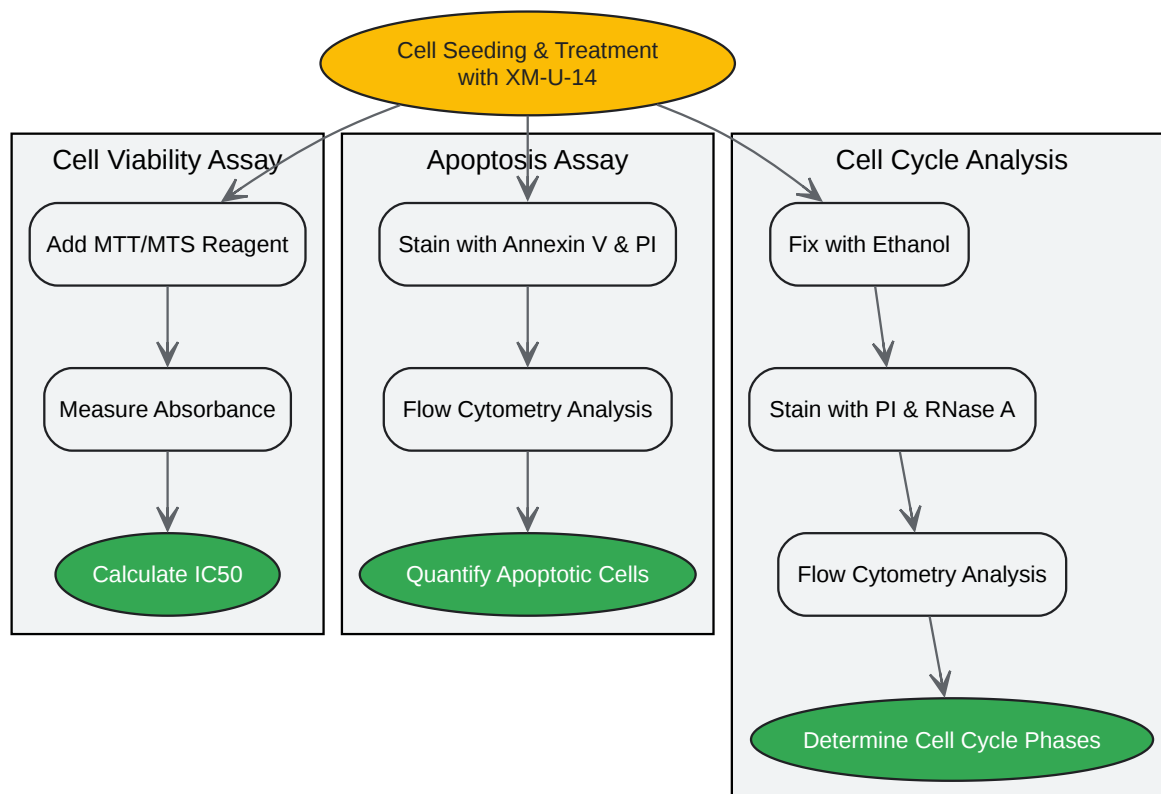 Cell Seeding & Treatment
with XM-U-14
Cell Viability Assay
Add MTT/MTS Reagent
Measure Absorbance
Calculate IC50
Apoptosis Assay
Stain with Annexin V & PI
Flow Cytometry Analysis
Quantify Apoptotic Cells
Cell Cycle Analysis
Fix with Ethanol
Stain with PI & RNase A
Flow Cytometry Analysis
Determine Cell Cycle Phases